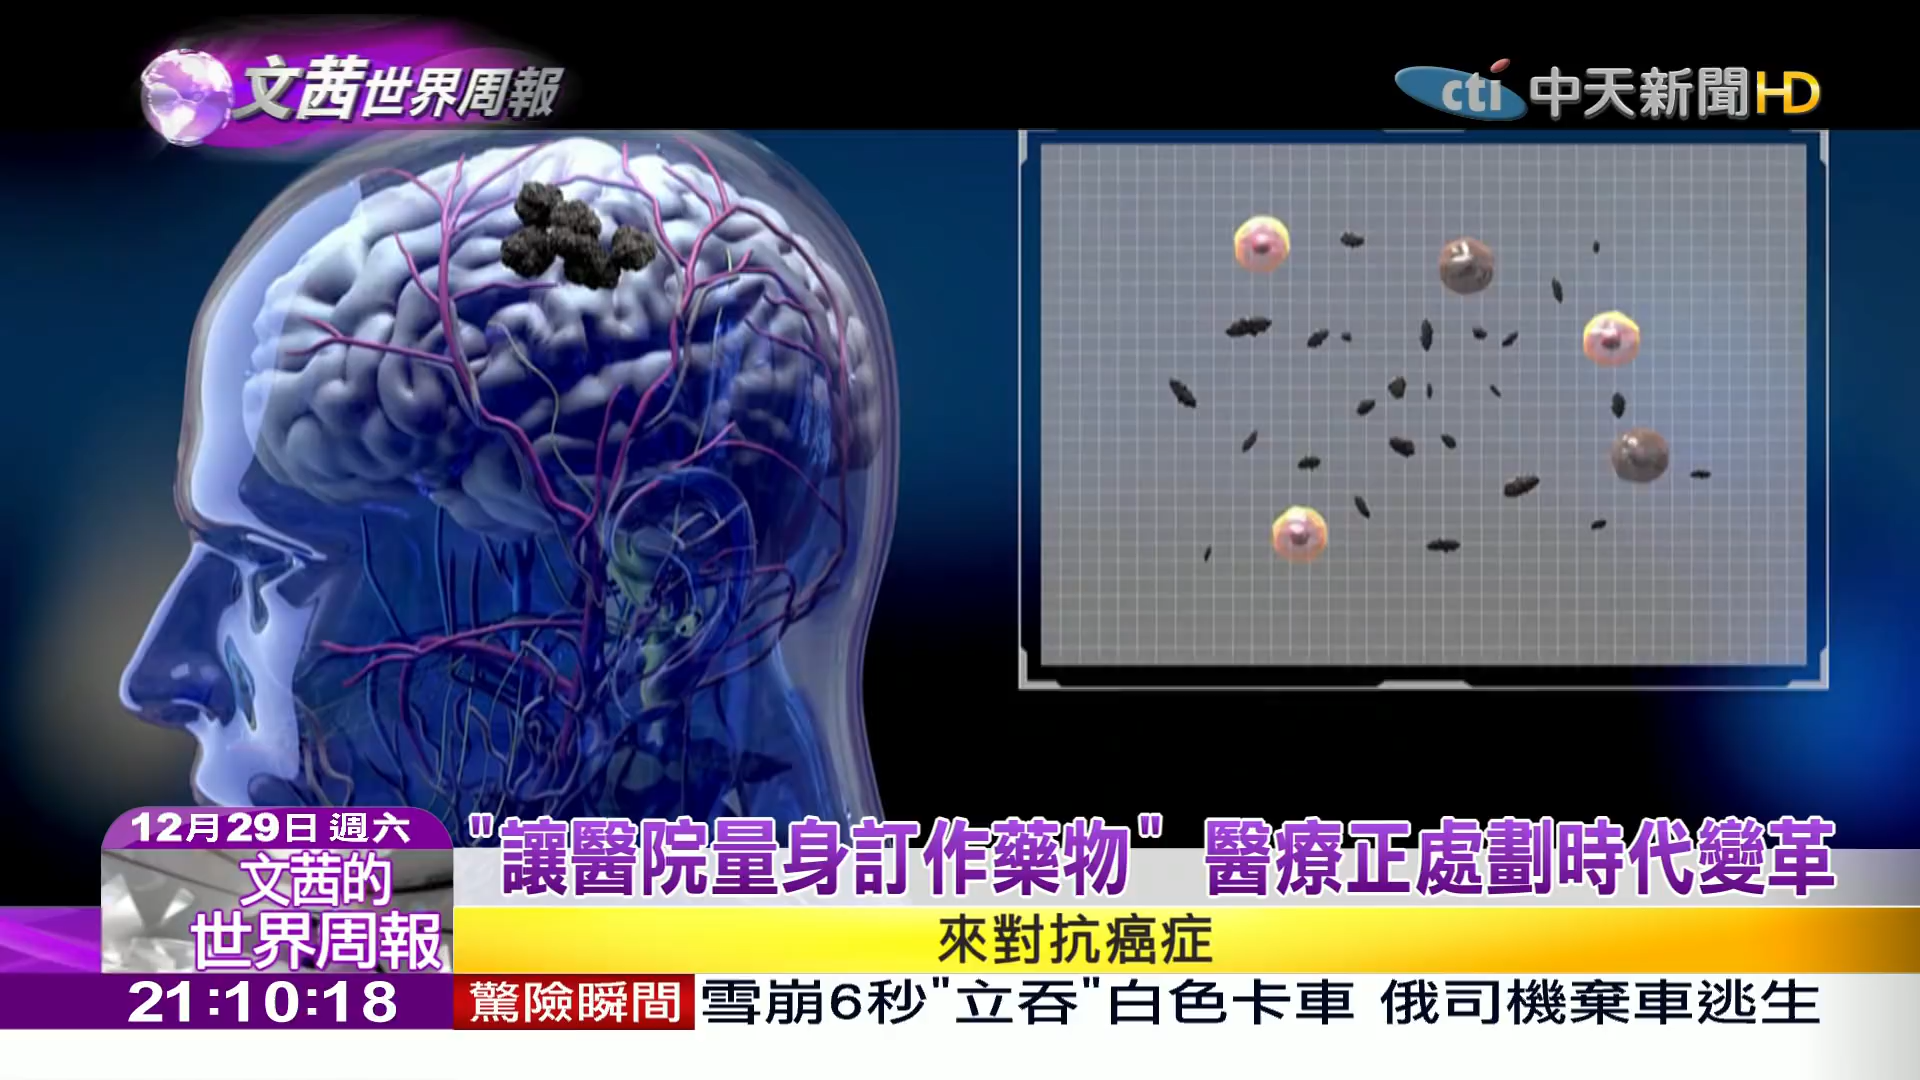 文茜世界周報
cti 中天新聞HD
12月29日 週六
"讓醫院量身訂作藥物" 醫療正處劃時代變革
文茜的
世界周報
來對抗癌症
21:10:18
驚險瞬間 雪崩6秒"立吞"白色卡車 俄司機棄車逃生